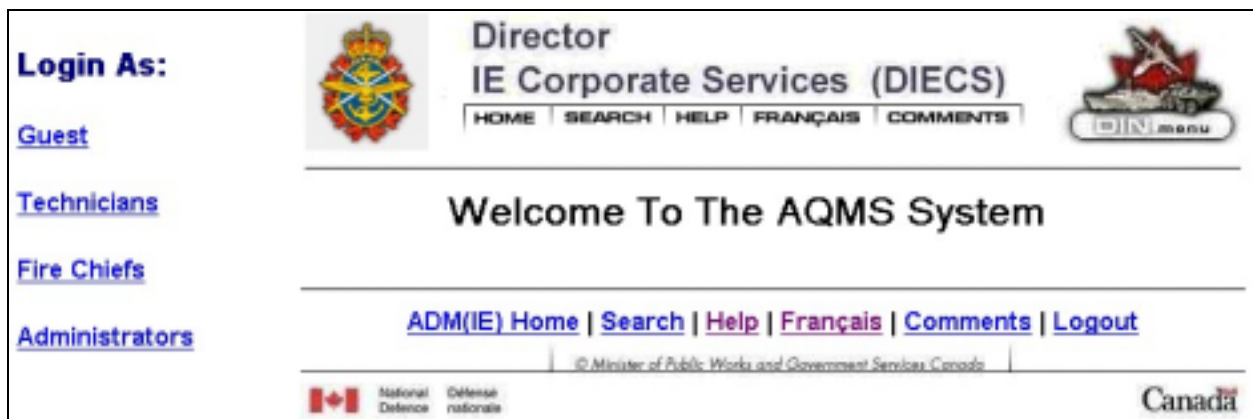 Login As:
Guest
Technicians
Fire Chiefs
Administrators
Director
IE Corporate Services (DIECS)
HOME SEARCH HELP FRANÇAIS COMMENTS
DIN menu
Welcome To The AQMS System
ADM(IE) Home | Search | Help | Français | Comments | Logout
© Minister of Public Works and Government Services Canada
National Défense
Defence nationale
Canada